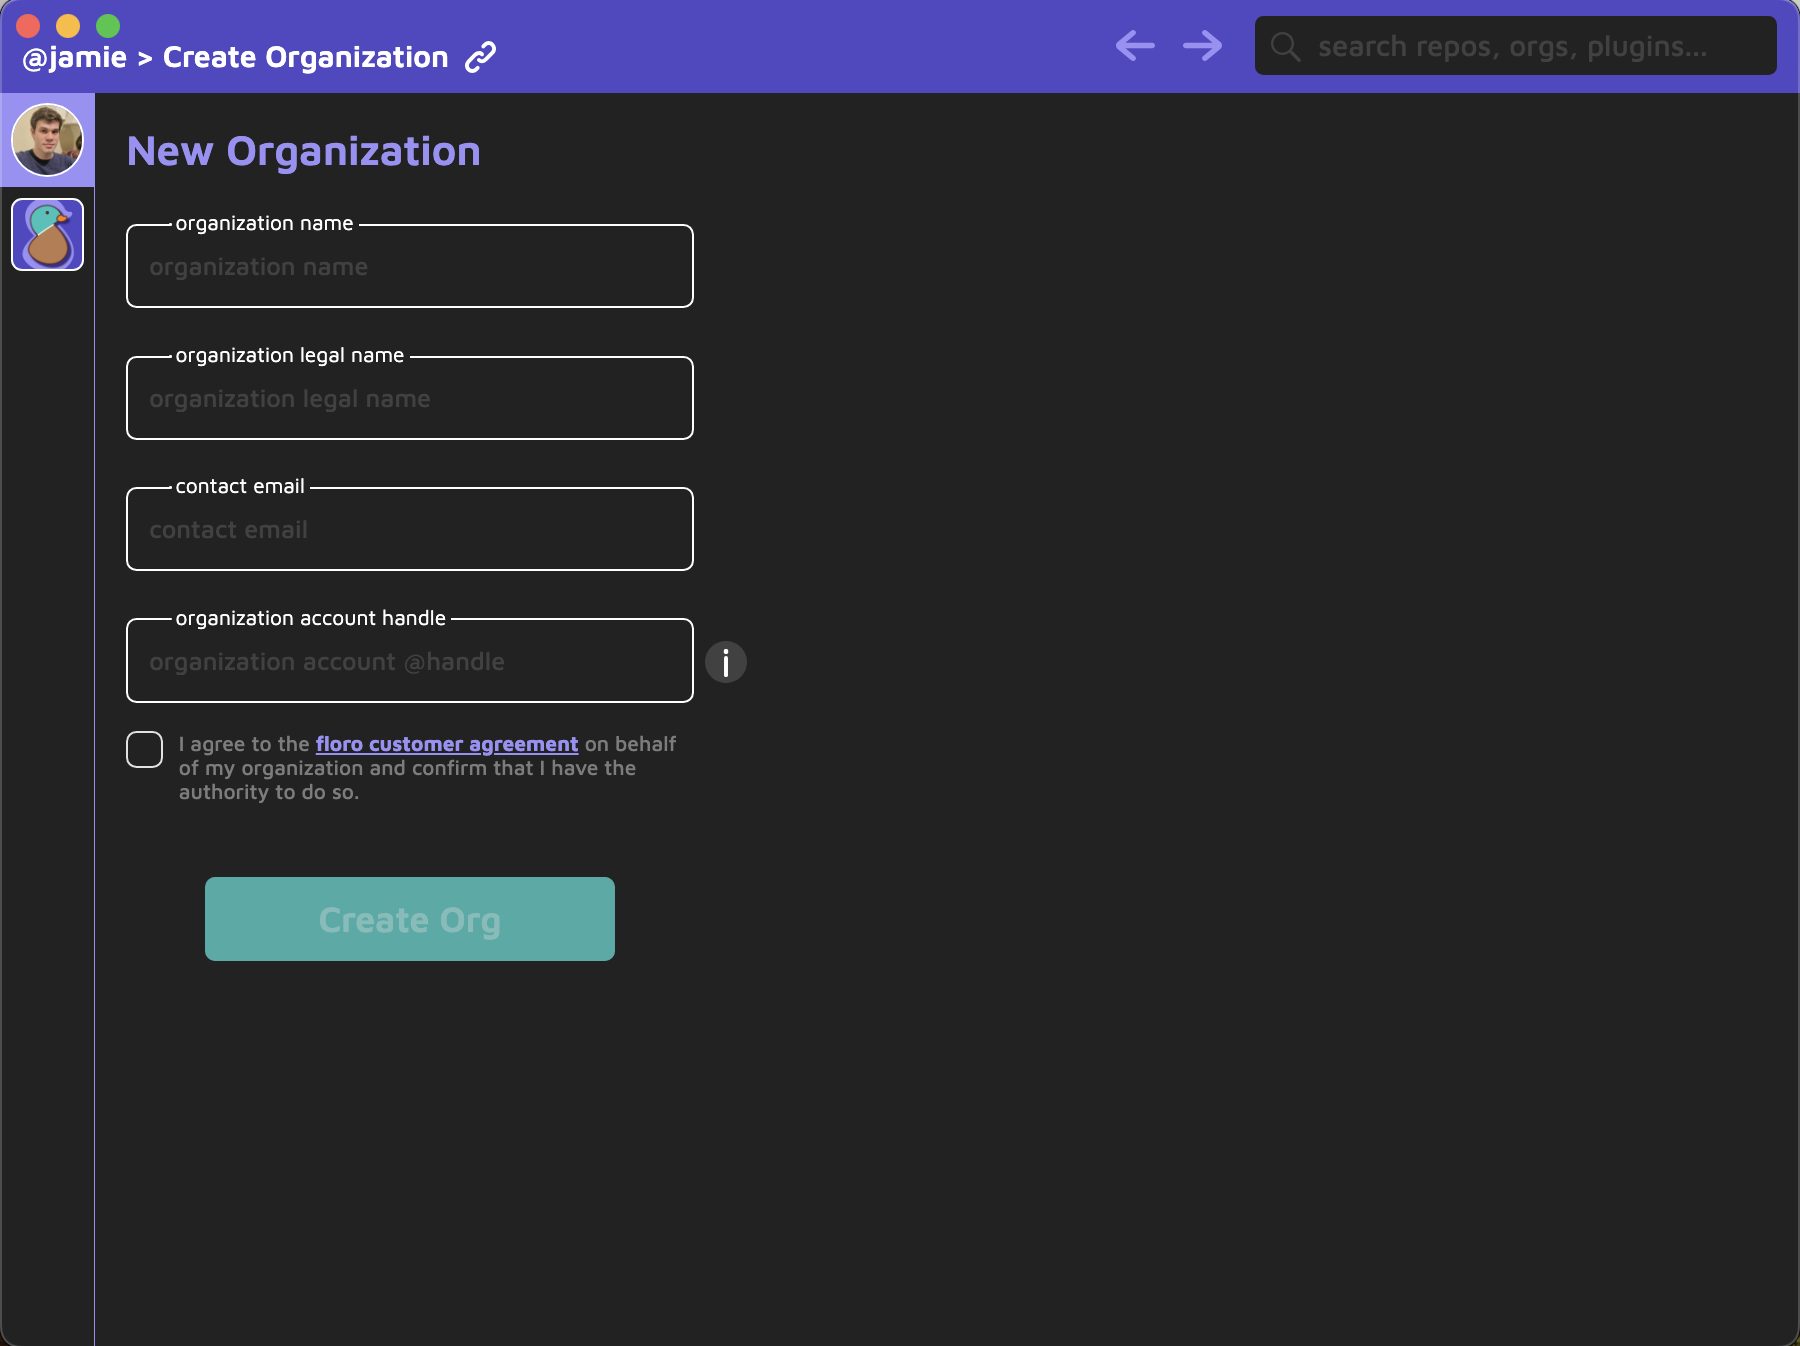 @jamie > Create Organization
search repos, orgs, plugins...
New Organization
organization name
organization name
organization legal name
organization legal name
contact email
contact email
organization account handle
organization account @handle
i
I agree to the floro customer agreement on behalf
of my organization and confirm that I have the
authority to do so.
Create Org